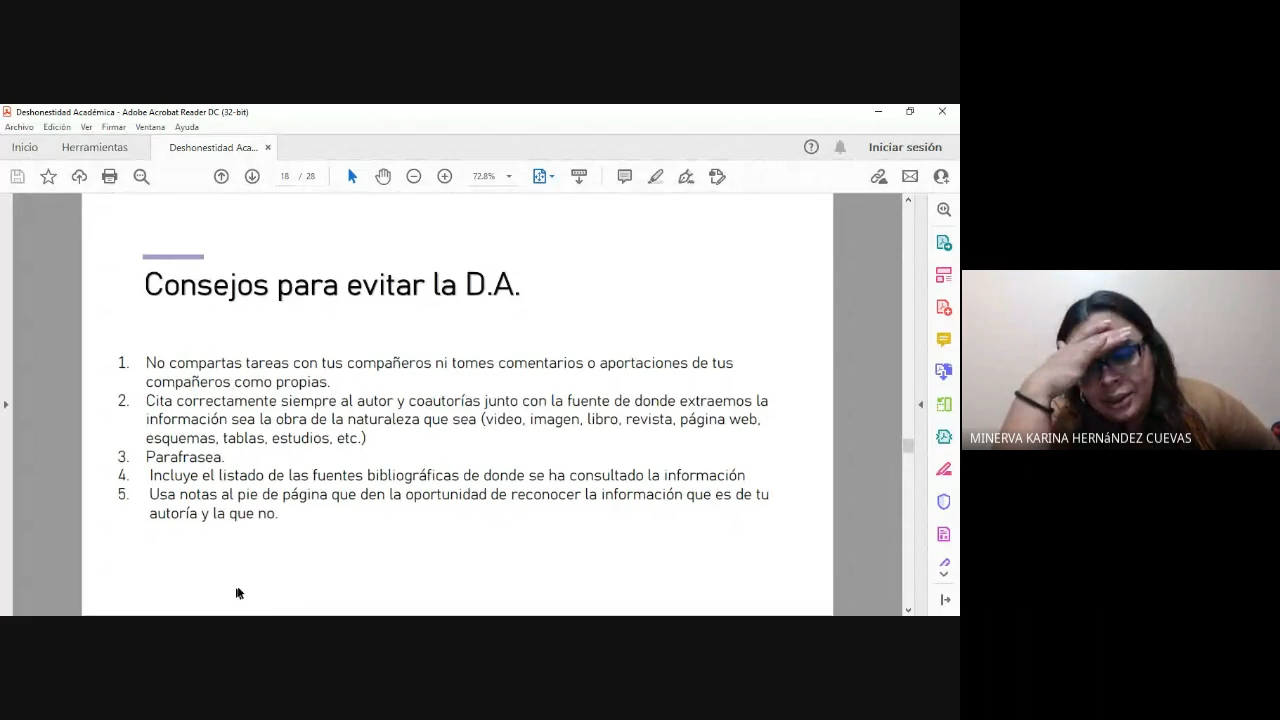 Deshonestidad Académica - Adobe Acrobat Reader DC (32-bit)
Archivo Edición Ver Firmar Ventana Ayuda
Inicio Herramientas Deshonestidad Aca... × Iniciar sesión
18 / 28 72.8%
Consejos para evitar la D.A.
1. No compartas tareas con tus compañeros ni tomes comentarios o aportaciones de tus
compañeros como propias.
2. Cita correctamente siempre al autor y coautorías junto con la fuente de donde extraemos la
información sea la obra de la naturaleza que sea (video, imagen, libro, revista, página web,
esquemas, tablas, estudios, etc.)
3. Parafrasea.
4. Incluye el listado de las fuentes bibliográficas de donde se ha consultado la información
5. Usa notas al pie de página que den la oportunidad de reconocer la información que es de tu
autoría y la que no.
MINERVA KARINA HERNáNDEZ CUEVAS